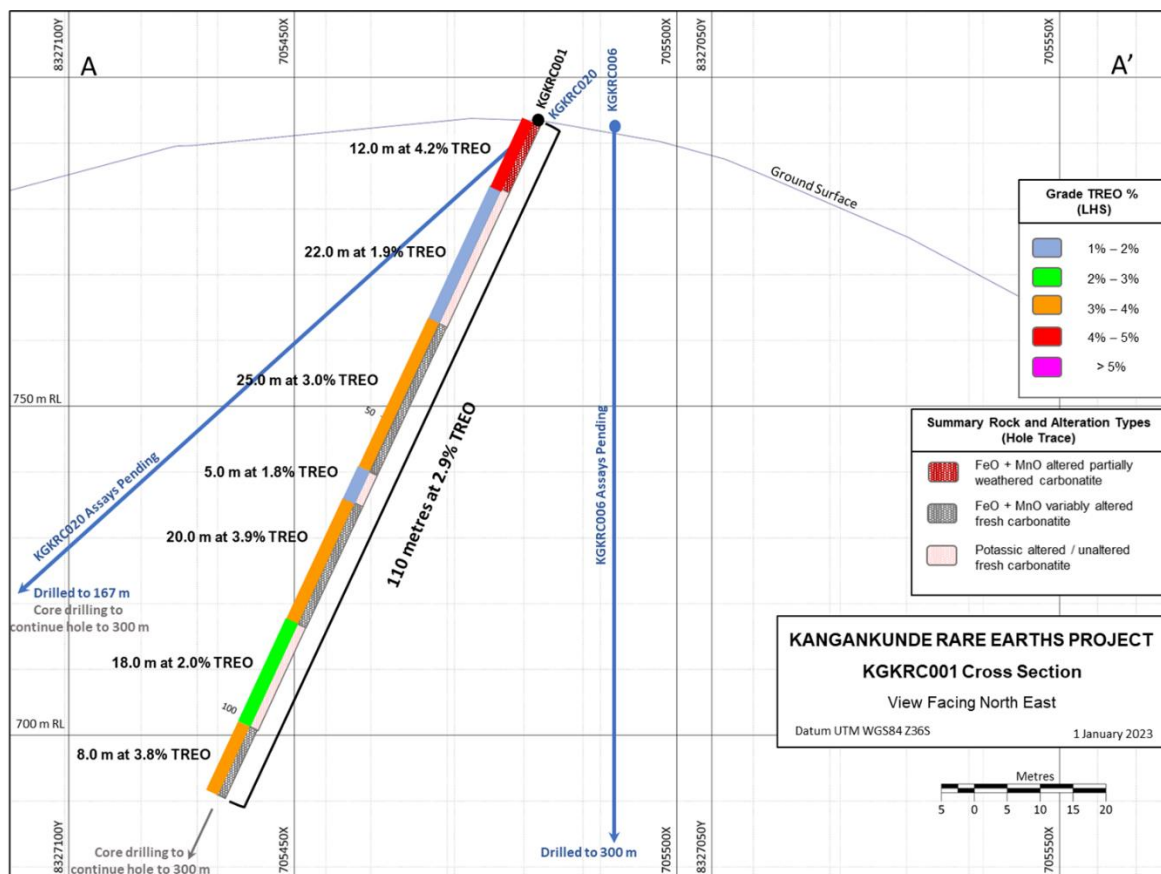 8327100Y
705450X
705500X
8327050Y
705550X
A
A'
KGKRC001
KGKRC020
KGKRC006
12.0 m at 4.2% TREO
22.0 m at 1.9% TREO
25.0 m at 3.0% TREO
50
5.0 m at 1.8% TREO
20.0 m at 3.9% TREO
18.0 m at 2.0% TREO
100
8.0 m at 3.8% TREO
110 metres at 2.9% TREO
750 m RL
700 m RL
Ground Surface
KGKRC020 Assays Pending
Drilled to 167 m
Core drilling to
continue hole to 300 m
KGKRC006 Assays Pending
Drilled to 300 m
Core drilling to
continue hole to 300 m
Grade TREO %
(LHS)
1% – 2%
2% – 3%
3% – 4%
4% – 5%
> 5%
Summary Rock and Alteration Types
(Hole Trace)
FeO + MnO altered partially
weathered carbonatite
FeO + MnO variably altered
fresh carbonatite
Potassic altered / unaltered
fresh carbonatite
KANGANKUNDE RARE EARTHS PROJECT
KGKRC001 Cross Section
View Facing North East
Datum UTM WGS84 Z36S
1 January 2023
Metres
5 0 5 10 15 20
8327100Y
705450X
705500X
8327050Y
705550X